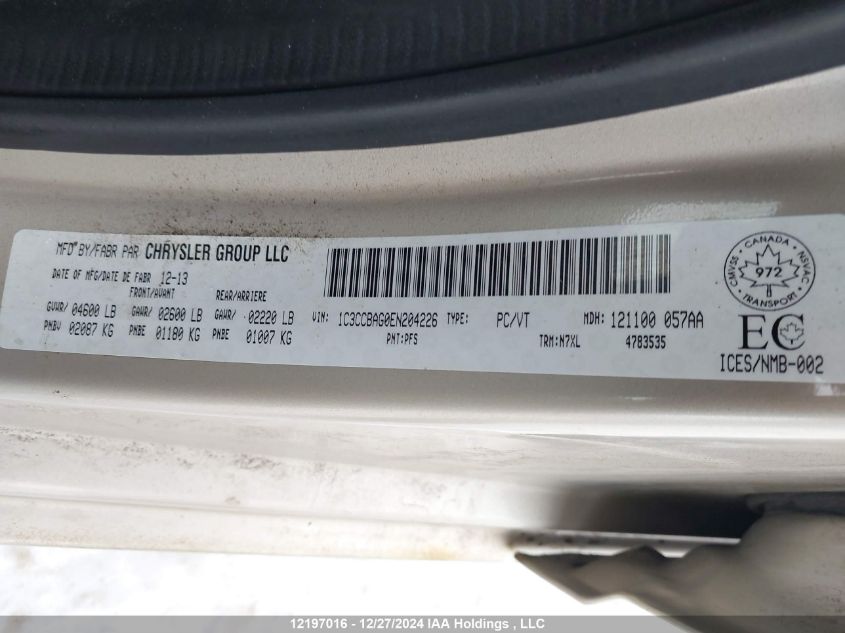 MFD BY/FABR PAR CHRYSLER GROUP LLC
DATE OF MFG/DATE DE FABR 12-13
FRONT/AVANT REAR/ARRIERE
GVWR/ 04600 LB GAWR/ 02600 LB GAWR/ 02220 LB
PNBV 02087 KG PNBE 01180 KG PNBE 01007 KG
VIN: 1C3CCBAG0EN204226 TYPE: PC/VT MDH: 121100 057AA
PNT:PFS TRM:N7XL 4783535
CANADA
CMVSS 972 NSVAC
TRANSPORT
EC
ICES/NMB-002
12197016 - 12/27/2024 IAA Holdings , LLC